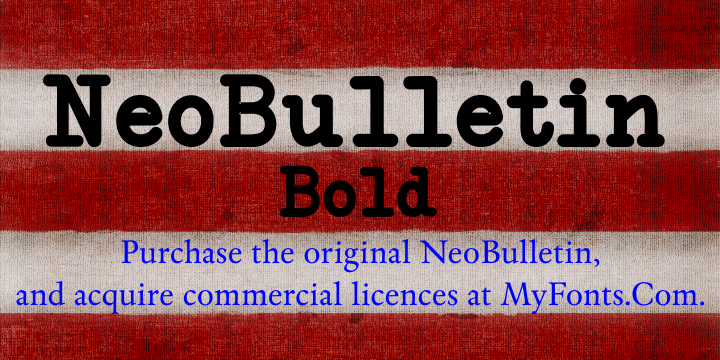 NeoBulletin
Bold
Purchase the original NeoBulletin,
and acquire commercial licences at MyFonts.Com.